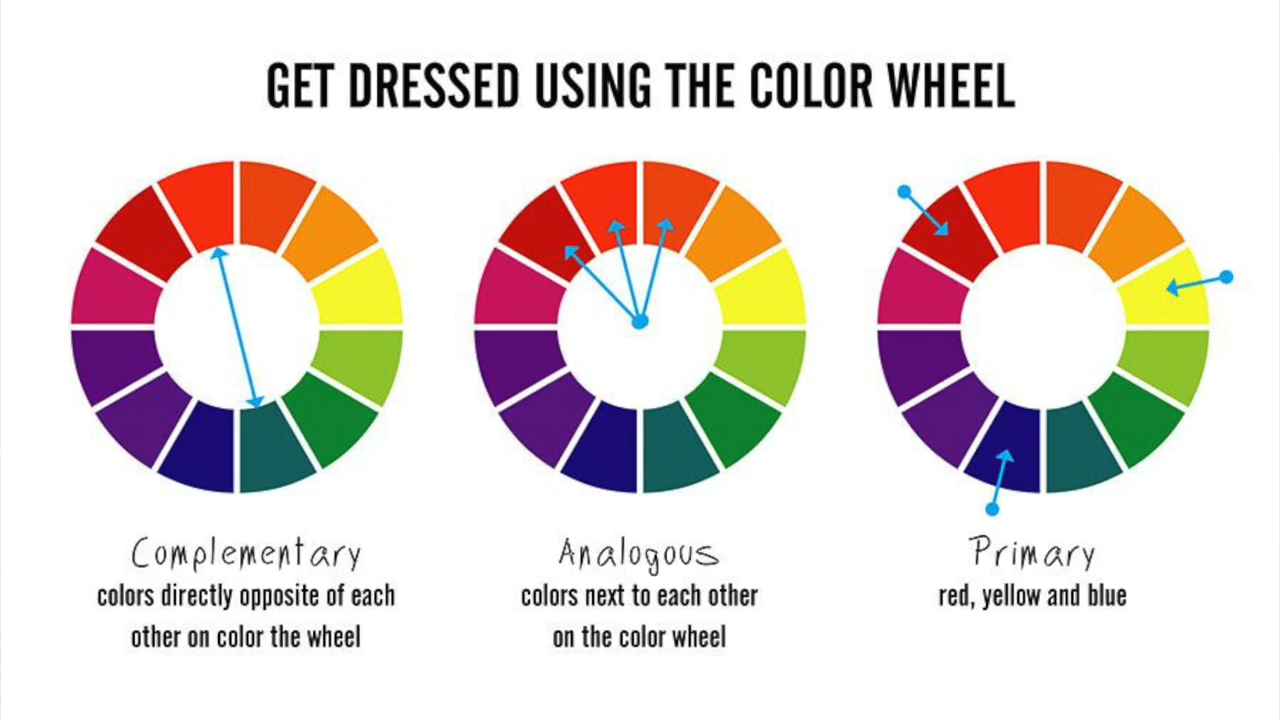 GET DRESSED USING THE COLOR WHEEL
Complementary
colors directly opposite of each
other on color the wheel
Analogous
colors next to each other
on the color wheel
Primary
red, yellow and blue